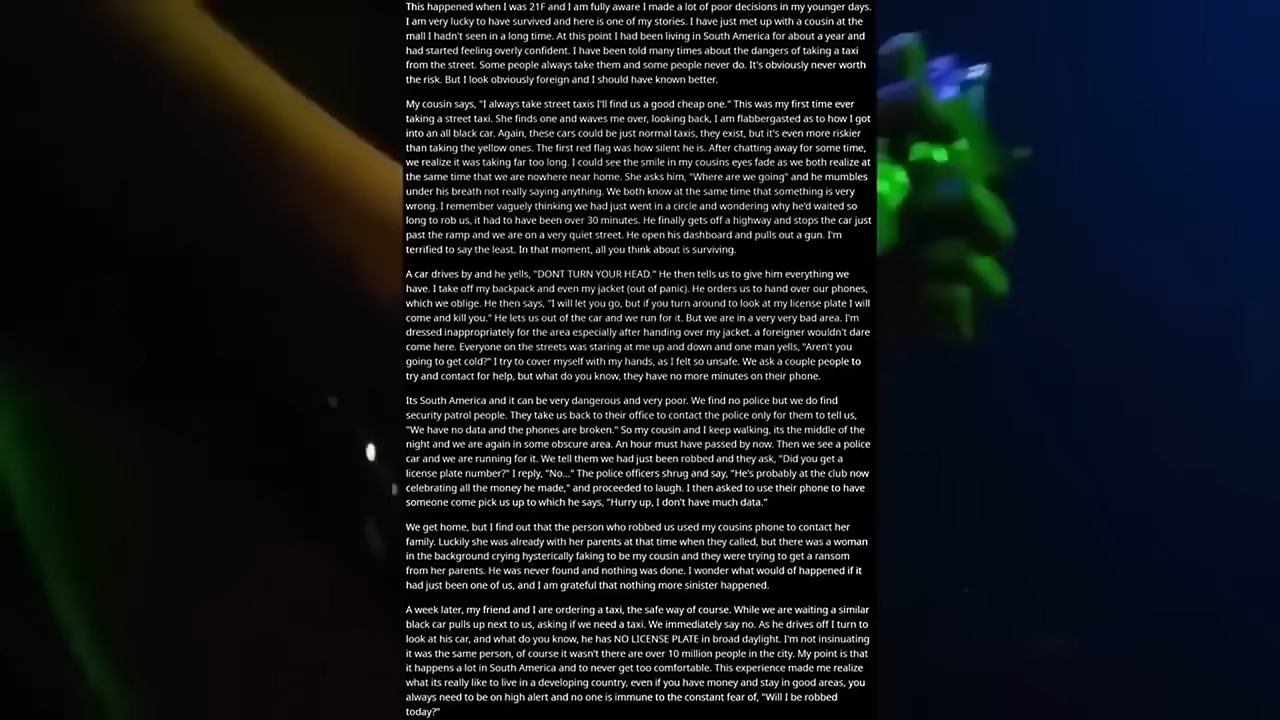 This happened when I was 21F and I am fully aware I made a lot of poor decisions in my younger days.
I am very lucky to have survived and here is one of my stories. I have just met up with a cousin at the
mall I hadn't seen in a long time. At this point I had been living in South America for about a year and
had started feeling overly confident. I have been told many times about the dangers of taking a taxi
from the street. Some people always take them and some people never do. It's obviously never worth
the risk. But I look obviously foreign and I should have known better.
My cousin says, "I always take street taxis I'll find us a good cheap one." This was my first time ever
taking a street taxi. She finds one and waves me over, looking back, I am flabbergasted as to how I got
into an all black car. Again, these cars could be just normal taxis, they exist, but it's even more riskier
than taking the yellow ones. The first red flag was how silent he is. After chatting away for some time,
we realize it was taking far too long. I could see the smile in my cousins eyes fade as we both realize at
the same time that we are nowhere near home. She asks him, "Where are we going" and he mumbles
under his breath not really saying anything. We both know at the same time that something is very
wrong. I remember vaguely thinking we had just went in a circle and wondering why he'd waited so
long to rob us, it had to have been over 30 minutes. He finally gets off a highway and stops the car just
past the ramp and we are on a very quiet street. He open his dashboard and pulls out a gun. I'm
terrified to say the least. In that moment, all you think about is surviving.
A car drives by and he yells, "DONT TURN YOUR HEAD." He then tells us to give him everything we
have. I take off my backpack and even my jacket (out of panic). He orders us to hand over our phones,
which we oblige. He then says, "I will let you go, but if you turn around to look at my license plate I will
come and kill you." He lets us out of the car and we run for it. But we are in a very very bad area. I'm
dressed inappropriately for the area especially after handing over my jacket. a foreigner wouldn't dare
come here. Everyone on the streets was staring at me up and down and one man yells, "Aren't you
going to get cold?" I try to cover myself with my hands, as I felt so unsafe. We ask a couple people to
try and contact for help, but what do you know, they have no more minutes on their phone.
Its South America and it can be very dangerous and very poor. We find no police but we do find
security patrol people. They take us back to their office to contact the police only for them to tell us,
"We have no data and the phones are broken." So my cousin and I keep walking, its the middle of the
night and we are again in some obscure area. An hour must have passed by now. Then we see a police
car and we are running for it. We tell them we had just been robbed and they ask, "Did you get a
license plate number?" I reply, "No..." The police officers shrug and say, "He's probably at the club now
celebrating all the money he made," and proceeded to laugh. I then asked to use their phone to have
someone come pick us up to which he says, "Hurry up, I don't have much data."
We get home, but I find out that the person who robbed us used my cousins phone to contact her
family. Luckily she was already with her parents at that time when they called, but there was a woman
in the background crying hysterically faking to be my cousin and they were trying to get a ransom
from her parents. He was never found and nothing was done. I wonder what would of happened if it
had just been one of us, and I am grateful that nothing more sinister happened.
A week later, my friend and I are ordering a taxi, the safe way of course. While we are waiting a similar
black car pulls up next to us, asking if we need a taxi. We immediately say no. As he drives off I turn to
look at his car, and what do you know, he has NO LICENSE PLATE in broad daylight. I'm not insinuating
it was the same person, of course it wasn't there are over 10 million people in the city. My point is that
it happens a lot in South America and to never get too comfortable. This experience made me realize
what its really like to live in a developing country, even if you have money and stay in good areas, you
always need to be on high alert and no one is immune to the constant fear of, "Will I be robbed
today?"